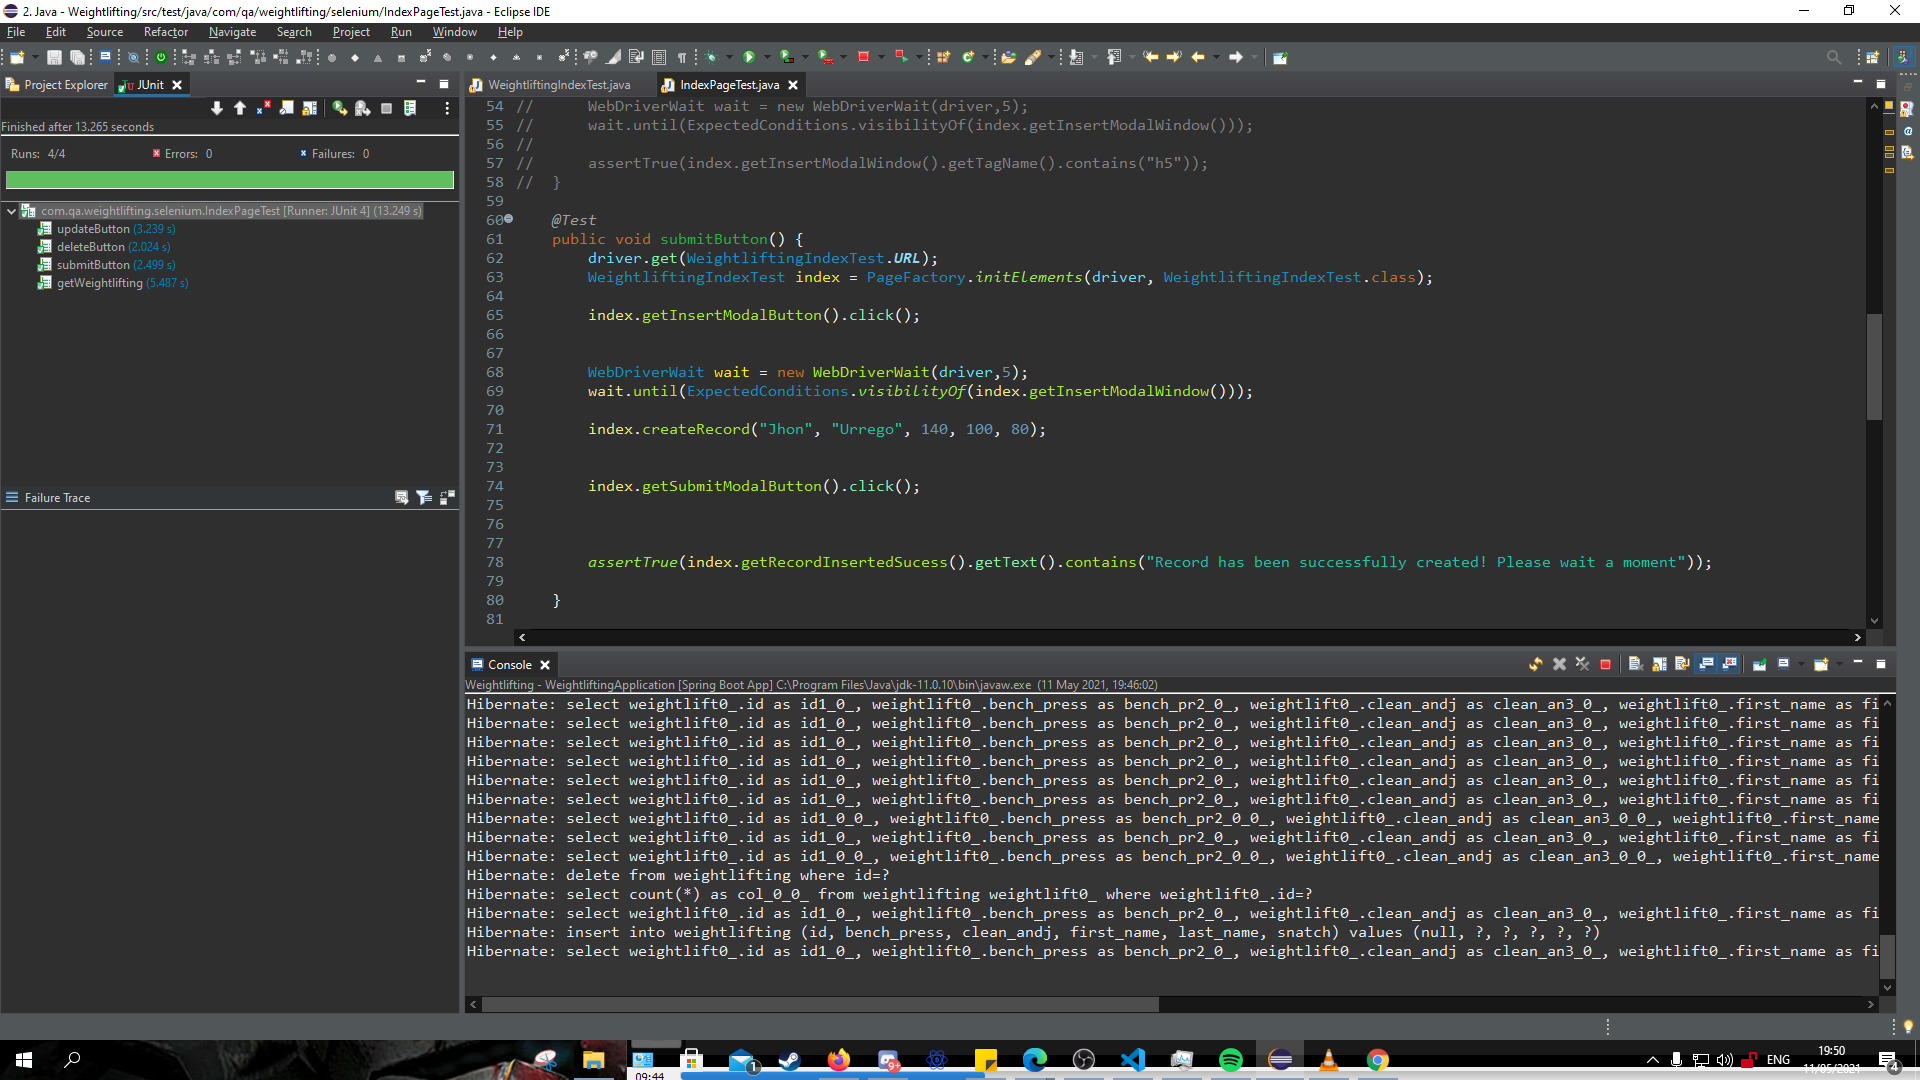 2. Java - Weightlifting/src/test/java/com/qa/weightlifting/selenium/IndexPageTest.java - Eclipse IDE
File Edit Source Refactor Navigate Search Project Run Window Help
Project Explorer JUnit
WeightliftingIndexTest.java IndexPageTest.java
Finished after 13.265 seconds
Runs: 4/4 Errors: 0 Failures: 0
com.qa.weightlifting.selenium.IndexPageTest [Runner: JUnit 4] (13.249 s)
updateButton (3.239 s)
deleteButton (2.024 s)
submitButton (2.499 s)
getWeightlifting (5.487 s)
Failure Trace
54 // WebDriverWait wait = new WebDriverWait(driver,5);
55 // wait.until(ExpectedConditions.visibilityOf(index.getInsertModalWindow()));
56 //
57 // assertTrue(index.getInsertModalWindow().getTagName().contains("h5"));
58 // }
59
60 @Test
61 public void submitButton() {
62 driver.get(WeightliftingIndexTest.URL);
63 WeightliftingIndexTest index = PageFactory.initElements(driver, WeightliftingIndexTest.class);
64
65 index.getInsertModalButton().click();
66
67
68 WebDriverWait wait = new WebDriverWait(driver,5);
69 wait.until(ExpectedConditions.visibilityOf(index.getInsertModalWindow()));
70
71 index.createRecord("Jhon", "Urrego", 140, 100, 80);
72
73
74 index.getSubmitModalButton().click();
75
76
77
78 assertTrue(index.getRecordInsertedSucess().getText().contains("Record has been successfully created! Please wait a moment"));
79
80 }
81
Console
Weightlifting - WeightliftingApplication [Spring Boot App] C:\Program Files\Java\jdk-11.0.10\bin\javaw.exe (11 May 2021, 19:46:02)
Hibernate: select weightlift0_.id as id1_0_, weightlift0_.bench_press as bench_pr2_0_, weightlift0_.clean_andj as clean_an3_0_, weightlift0_.first_name as fi
Hibernate: select weightlift0_.id as id1_0_, weightlift0_.bench_press as bench_pr2_0_, weightlift0_.clean_andj as clean_an3_0_, weightlift0_.first_name as fi
Hibernate: select weightlift0_.id as id1_0_, weightlift0_.bench_press as bench_pr2_0_, weightlift0_.clean_andj as clean_an3_0_, weightlift0_.first_name as fi
Hibernate: select weightlift0_.id as id1_0_, weightlift0_.bench_press as bench_pr2_0_, weightlift0_.clean_andj as clean_an3_0_, weightlift0_.first_name as fi
Hibernate: select weightlift0_.id as id1_0_, weightlift0_.bench_press as bench_pr2_0_, weightlift0_.clean_andj as clean_an3_0_, weightlift0_.first_name as fi
Hibernate: select weightlift0_.id as id1_0_, weightlift0_.bench_press as bench_pr2_0_, weightlift0_.clean_andj as clean_an3_0_, weightlift0_.first_name as fi
Hibernate: select weightlift0_.id as id1_0_0_, weightlift0_.bench_press as bench_pr2_0_0_, weightlift0_.clean_andj as clean_an3_0_0_, weightlift0_.first_name
Hibernate: select weightlift0_.id as id1_0_, weightlift0_.bench_press as bench_pr2_0_, weightlift0_.clean_andj as clean_an3_0_, weightlift0_.first_name as fi
Hibernate: select weightlift0_.id as id1_0_0_, weightlift0_.bench_press as bench_pr2_0_0_, weightlift0_.clean_andj as clean_an3_0_0_, weightlift0_.first_name
Hibernate: delete from weightlifting where id=?
Hibernate: select count(*) as col_0_0_ from weightlifting weightlift0_ where weightlift0_.id=?
Hibernate: select weightlift0_.id as id1_0_, weightlift0_.bench_press as bench_pr2_0_, weightlift0_.clean_andj as clean_an3_0_, weightlift0_.first_name as fi
Hibernate: insert into weightlifting (id, bench_press, clean_andj, first_name, last_name, snatch) values (null, ?, ?, ?, ?, ?)
Hibernate: select weightlift0_.id as id1_0_, weightlift0_.bench_press as bench_pr2_0_, weightlift0_.clean_andj as clean_an3_0_, weightlift0_.first_name as fi
1 9+ ENG 19:50 4
09:44 11/05/2021